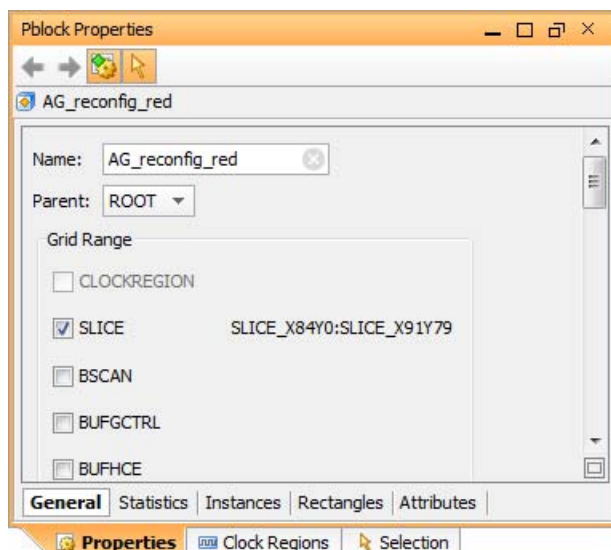 Pblock Properties
AG_reconfig_red
Name: AG_reconfig_red
Parent: ROOT
Grid Range
CLOCKREGION
SLICE SLICE_X84Y0:SLICE_X91Y79
BSCAN
BUFGCTRL
BUFHCE
General Statistics Instances Rectangles Attributes
Properties Clock Regions Selection